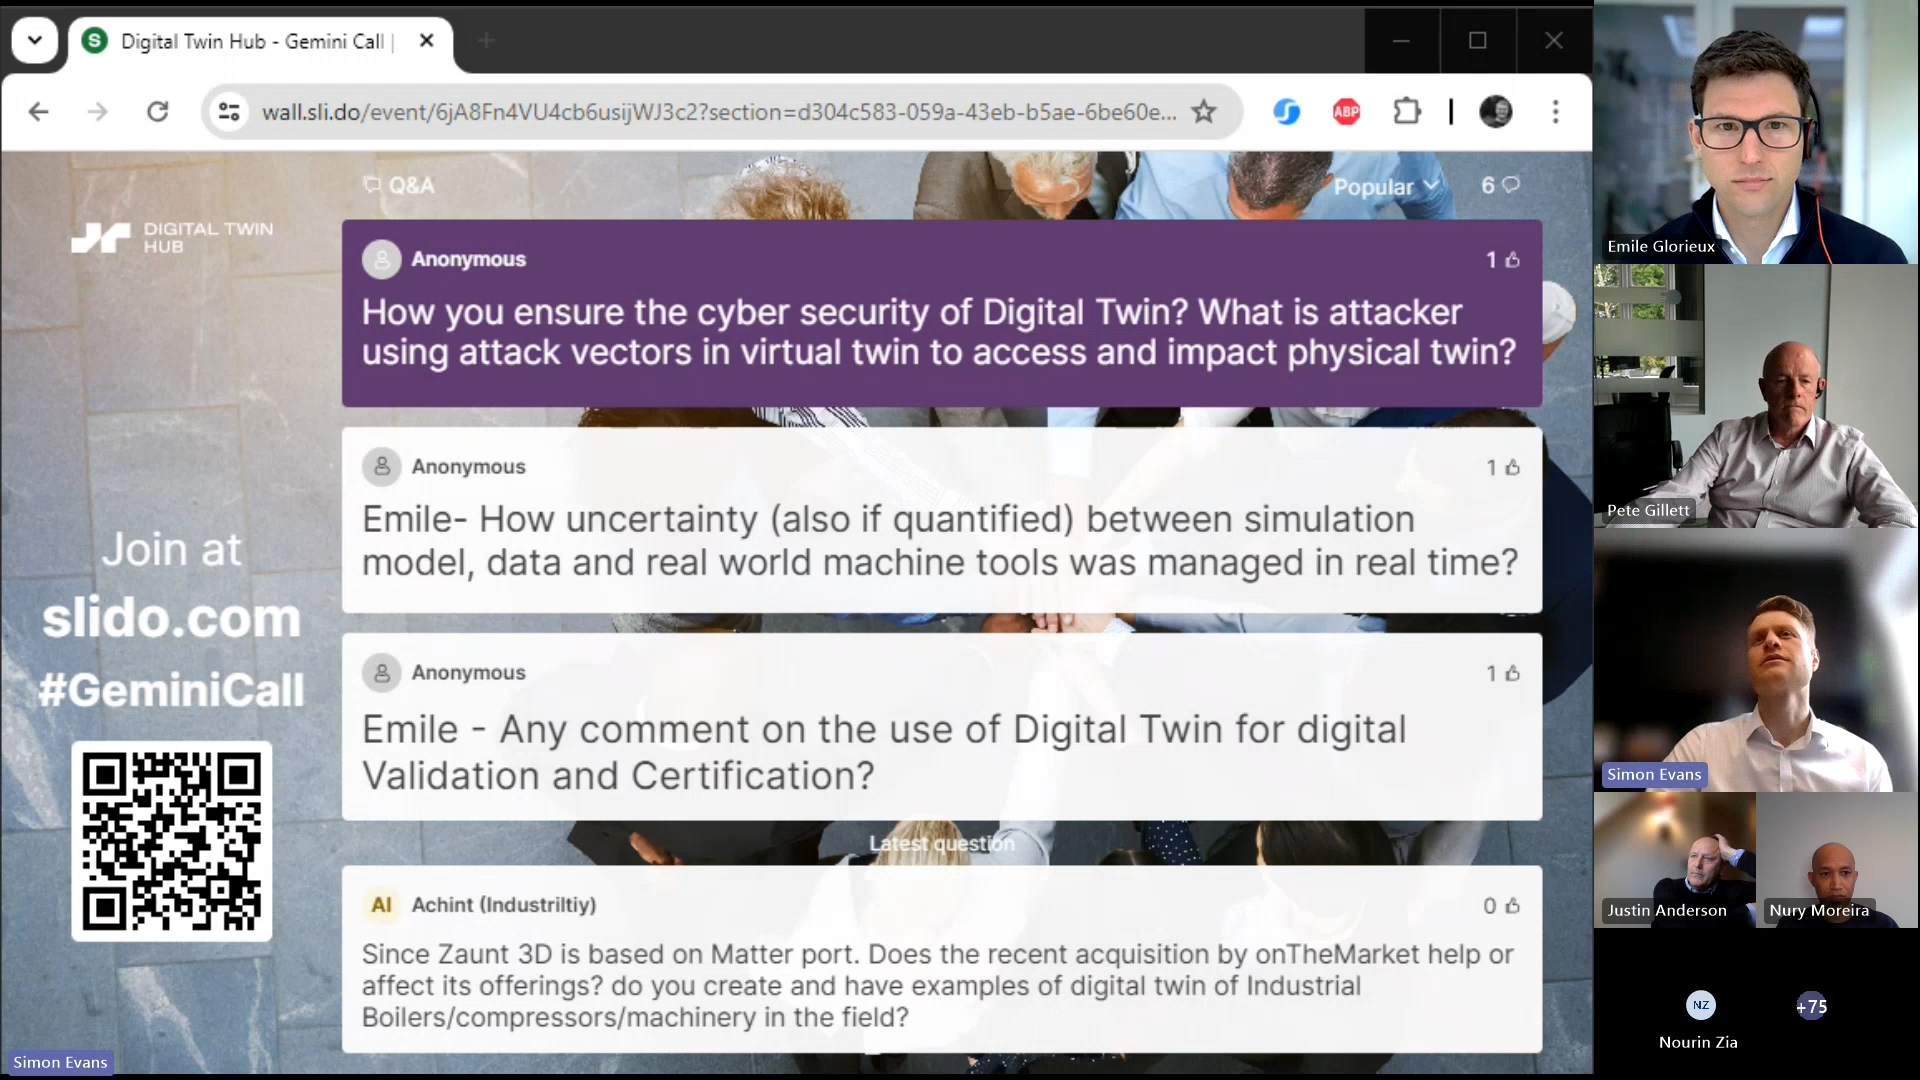 Digital Twin Hub - Gemini Call |
wall.sli.do/event/6jA8Fn4VU4cb6usijWJ3c2?section=d304c583-059a-43eb-b5ae-6be60e...
ABP
DIGITAL TWIN
HUB
Q&A
Popular
6
Anonymous
1
How you ensure the cyber security of Digital Twin? What is attacker
using attack vectors in virtual twin to access and impact physical twin?
Anonymous
1
Emile- How uncertainty (also if quantified) between simulation
model, data and real world machine tools was managed in real time?
Anonymous
1
Emile - Any comment on the use of Digital Twin for digital
Validation and Certification?
Join at
slido.com
#GeminiCall
Latest question
AI
Achint (Industriltiy)
0
Since Zaunt 3D is based on Matter port. Does the recent acquisition by onTheMarket help or
affect its offerings? do you create and have examples of digital twin of Industrial
Boilers/compressors/machinery in the field?
Simon Evans
Emile Glorieux
Pete Gillett
Simon Evans
Justin Anderson
Nury Moreira
NZ
Nourin Zia
+75